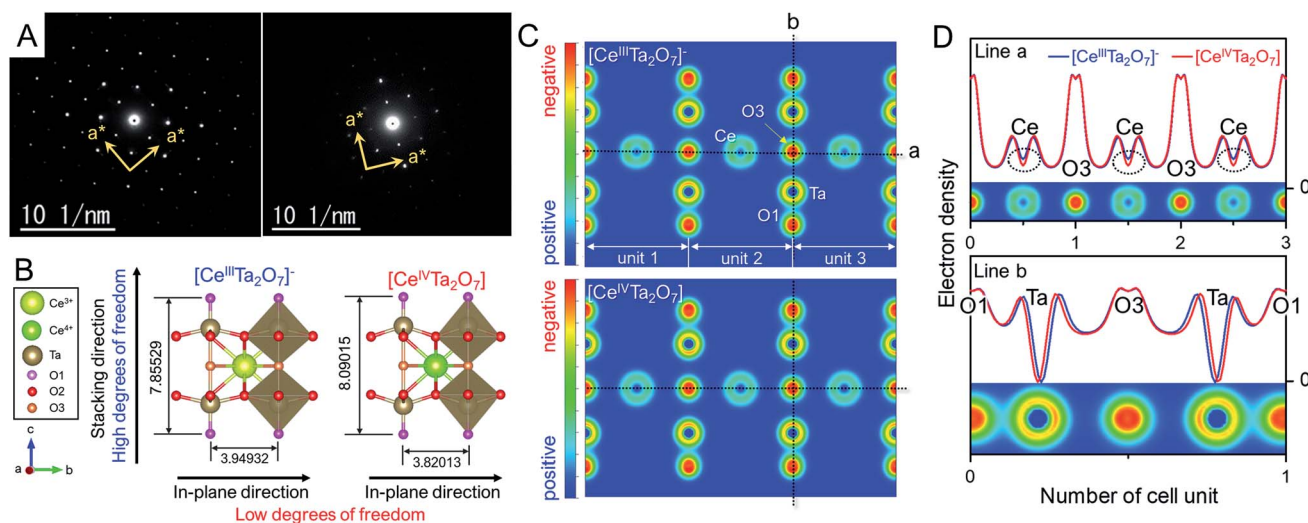 A
a*
a*
10 1/nm
a*
a*
10 1/nm
B
Ce3+
Ce4+
Ta
O1
O2
O3
c
a
b
Stacking direction
High degrees of freedom
[CeIIITa2O7]-
[CeIVTa2O7]
7.85529
8.09015
3.94932
3.82013
In-plane direction
In-plane direction
Low degrees of freedom
C
b
negative
positive
[CeIIITa2O7]-
O3
Ce
a
Ta
O1
unit 1
unit 2
unit 3
negative
positive
[CeIVTa2O7]
D
Line a
[CeIIITa2O7]-
[CeIVTa2O7]
Ce
Ce
Ce
O3
O3
0
0
1
2
3
Electron density
Line b
O1
Ta
O3
Ta
O1
0
0
1
Number of cell unit